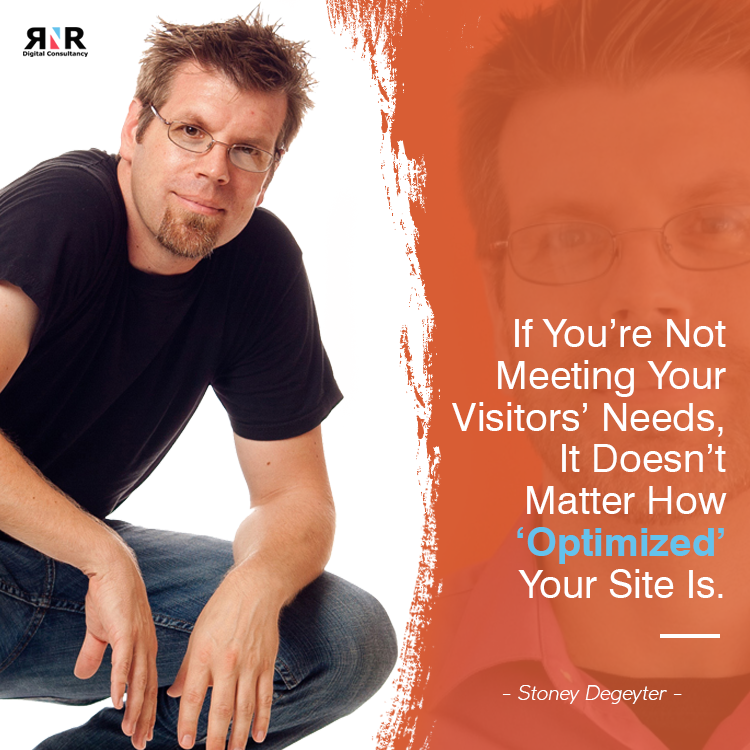 RNR
Digital Consultancy
If You’re Not
Meeting Your
Visitors’ Needs,
It Doesn’t
Matter How
‘Optimized’
Your Site Is.
- Stoney Degeyter -